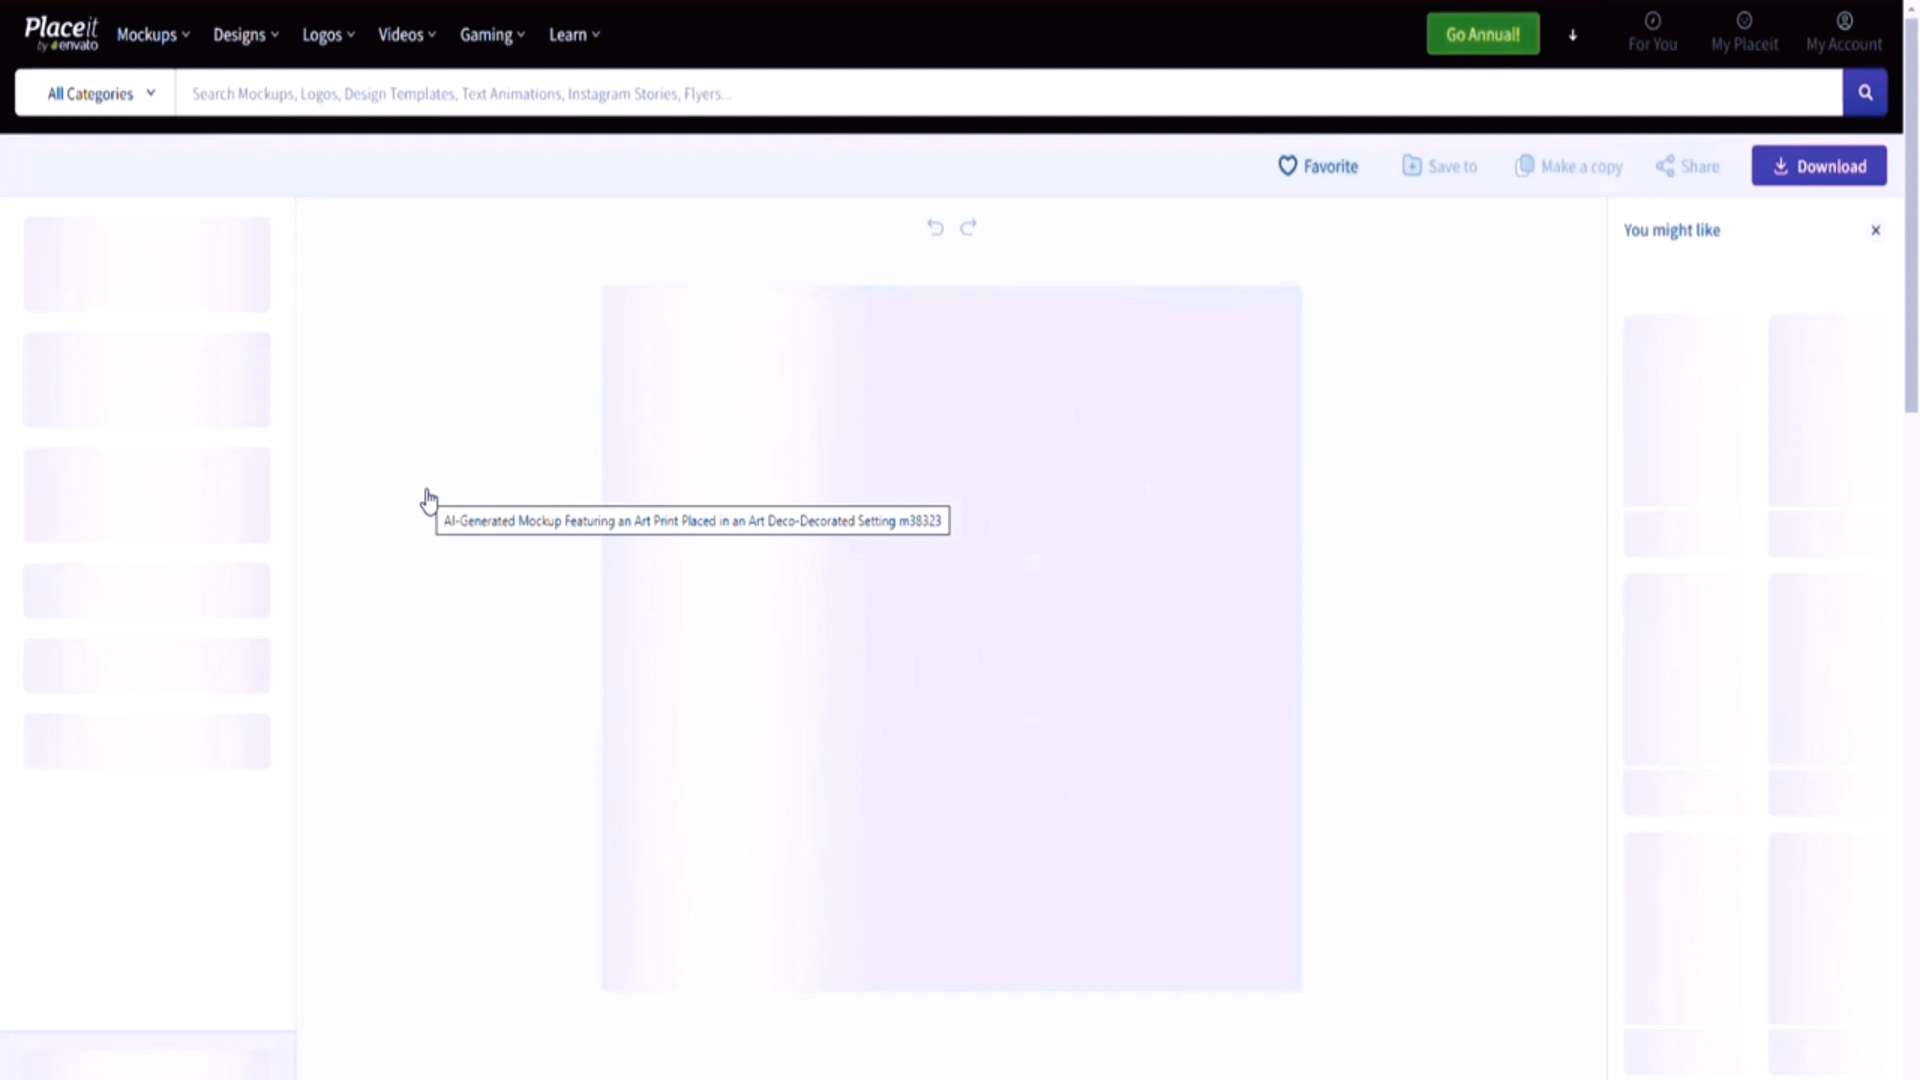 Placeit
by envato
Mockups
Designs
Logos
Videos
Gaming
Learn
Go Annual!
For You
My Placeit
My Account
All Categories
Search Mockups, Logos, Design Templates, Text Animations, Instagram Stories, Flyers...
Favorite
Save to
Make a copy
Share
Download
You might like
AI-Generated Mockup Featuring an Art Print Placed in an Art Deco-Decorated Setting m38323